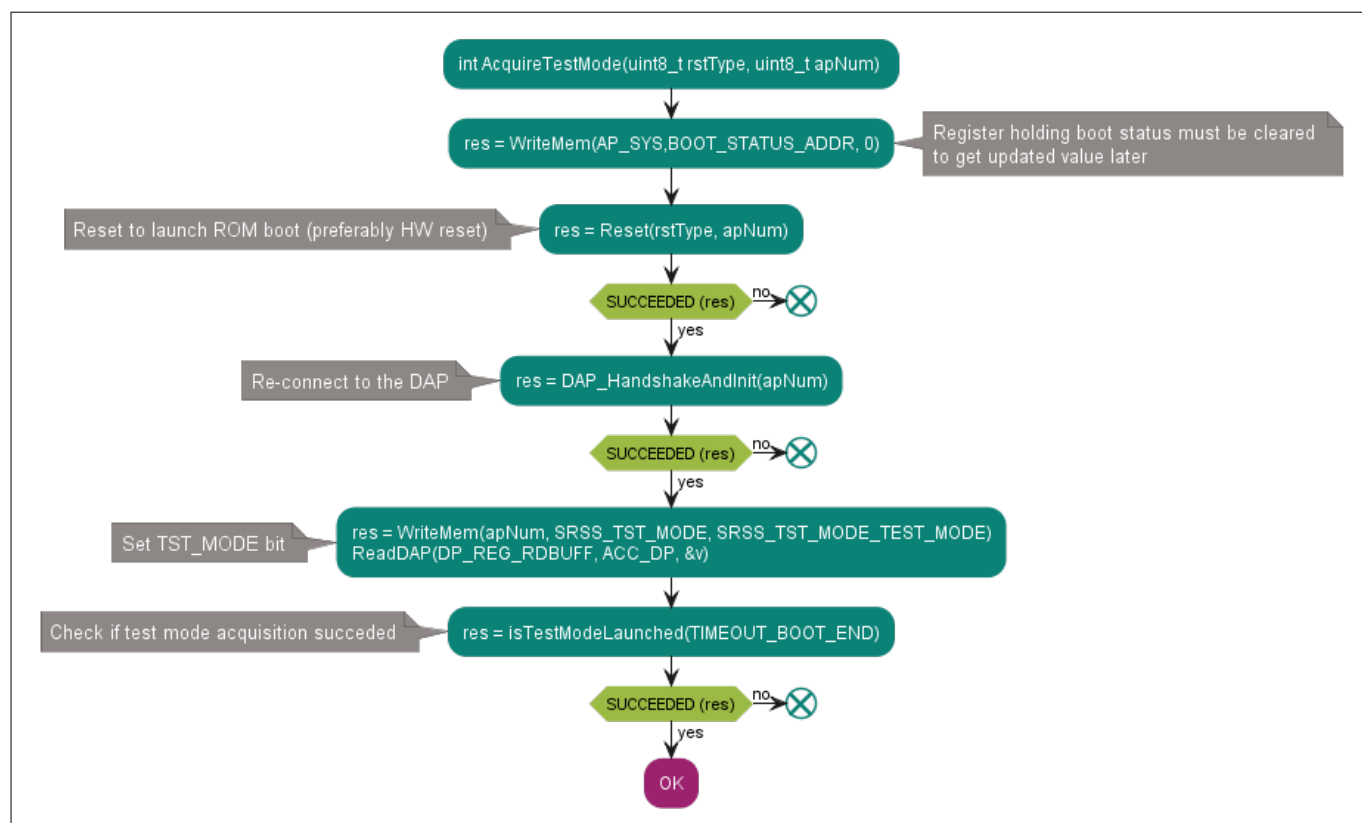 int AcquireTestMode(uint8_t rstType, uint8_t apNum)
res = WriteMem(AP_SYS,BOOT_STATUS_ADDR, 0)
Register holding boot status must be cleared
to get updated value later
Reset to launch ROM boot (preferably HW reset)
res = Reset(rstType, apNum)
SUCCEEDED (res)
no
yes
Re-connect to the DAP
res = DAP_HandshakeAndInit(apNum)
SUCCEEDED (res)
no
yes
Set TST_MODE bit
res = WriteMem(apNum, SRSS_TST_MODE, SRSS_TST_MODE_TEST_MODE)
ReadDAP(DP_REG_RDBUFF, ACC_DP, &v)
Check if test mode acquisition succeded
res = isTestModeLaunched(TIMEOUT_BOOT_END)
SUCCEEDED (res)
no
yes
OK